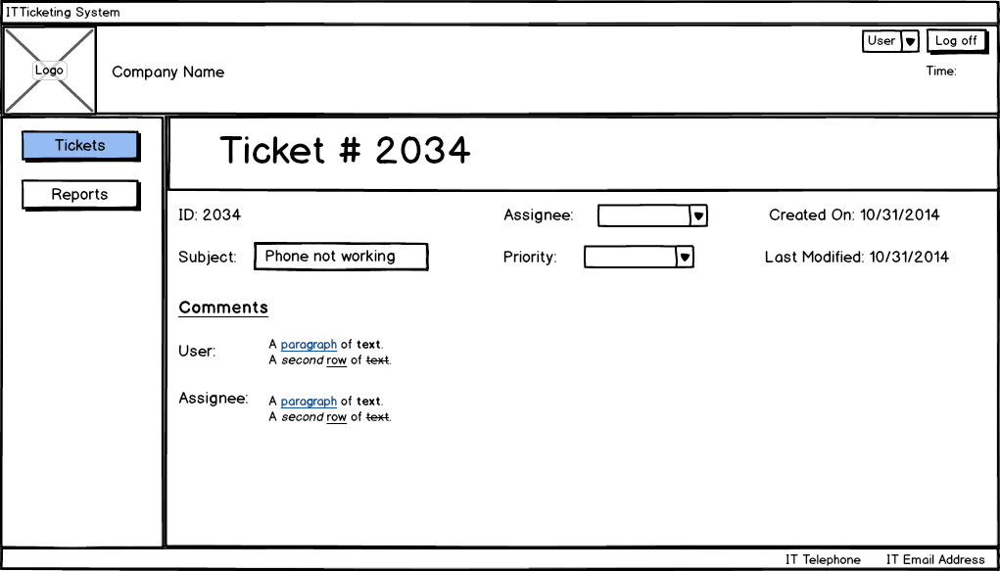 IT Ticketing System
Logo
Company Name
User
Log off
Time:
Tickets
Reports
Ticket # 2034
ID: 2034
Assignee:
Created On: 10/31/2014
Subject: Phone not working
Priority:
Last Modified: 10/31/2014
Comments
User:
A paragraph of text.
A second row of text.
Assignee:
A paragraph of text.
A second row of text.
IT Telephone
IT Email Address